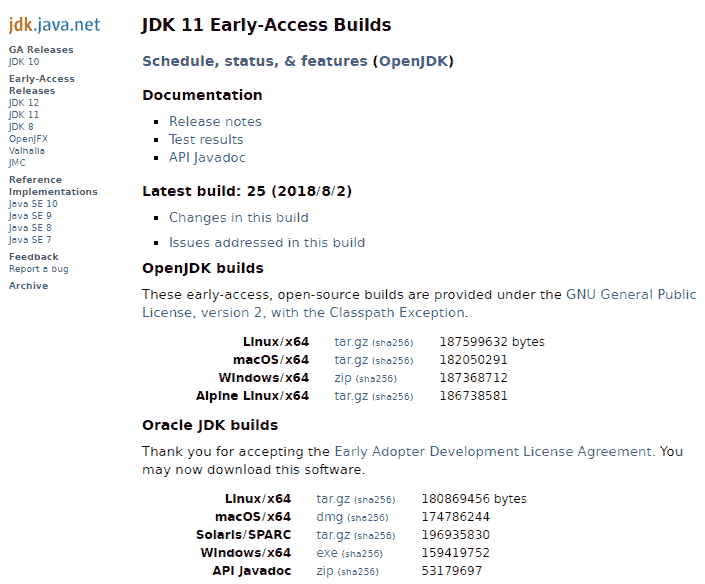 jdk.java.net
GA Releases
JDK 10
Early-Access
Releases
JDK 12
JDK 11
JDK 8
OpenJFX
Valhalla
JMC
Reference
Implementations
Java SE 10
Java SE 9
Java SE 8
Java SE 7
Feedback
Report a bug
Archive
JDK 11 Early-Access Builds
Schedule, status, & features (OpenJDK)
Documentation
Release notes
Test results
API Javadoc
Latest build: 25 (2018/8/2)
Changes in this build
Issues addressed in this build
OpenJDK builds
These early-access, open-source builds are provided under the GNU General Public
License, version 2, with the Classpath Exception.
Linux/x64 tar.gz (sha256) 187599632 bytes
macOS/x64 tar.gz (sha256) 182050291
Windows/x64 zip (sha256) 187368712
Alpine Linux/x64 tar.gz (sha256) 186738581
Oracle JDK builds
Thank you for accepting the Early Adopter Development License Agreement. You
may now download this software.
Linux/x64 tar.gz (sha256) 180869456 bytes
macOS/x64 dmg (sha256) 174786244
Solaris/SPARC tar.gz (sha256) 196935830
Windows/x64 exe (sha256) 159419752
API Javadoc zip (sha256) 53179697